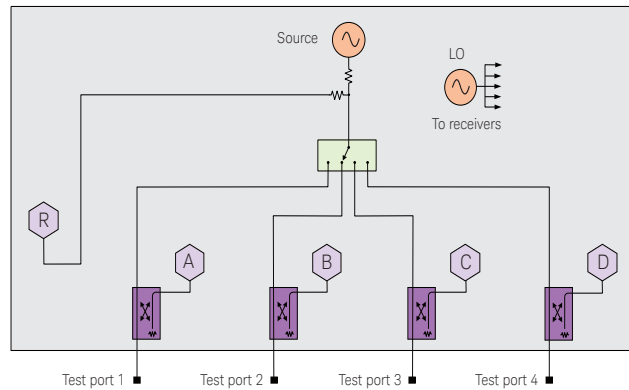 Source
LO
To receivers
R
A
B
C
D
Test port 1
Test port 2
Test port 3
Test port 4